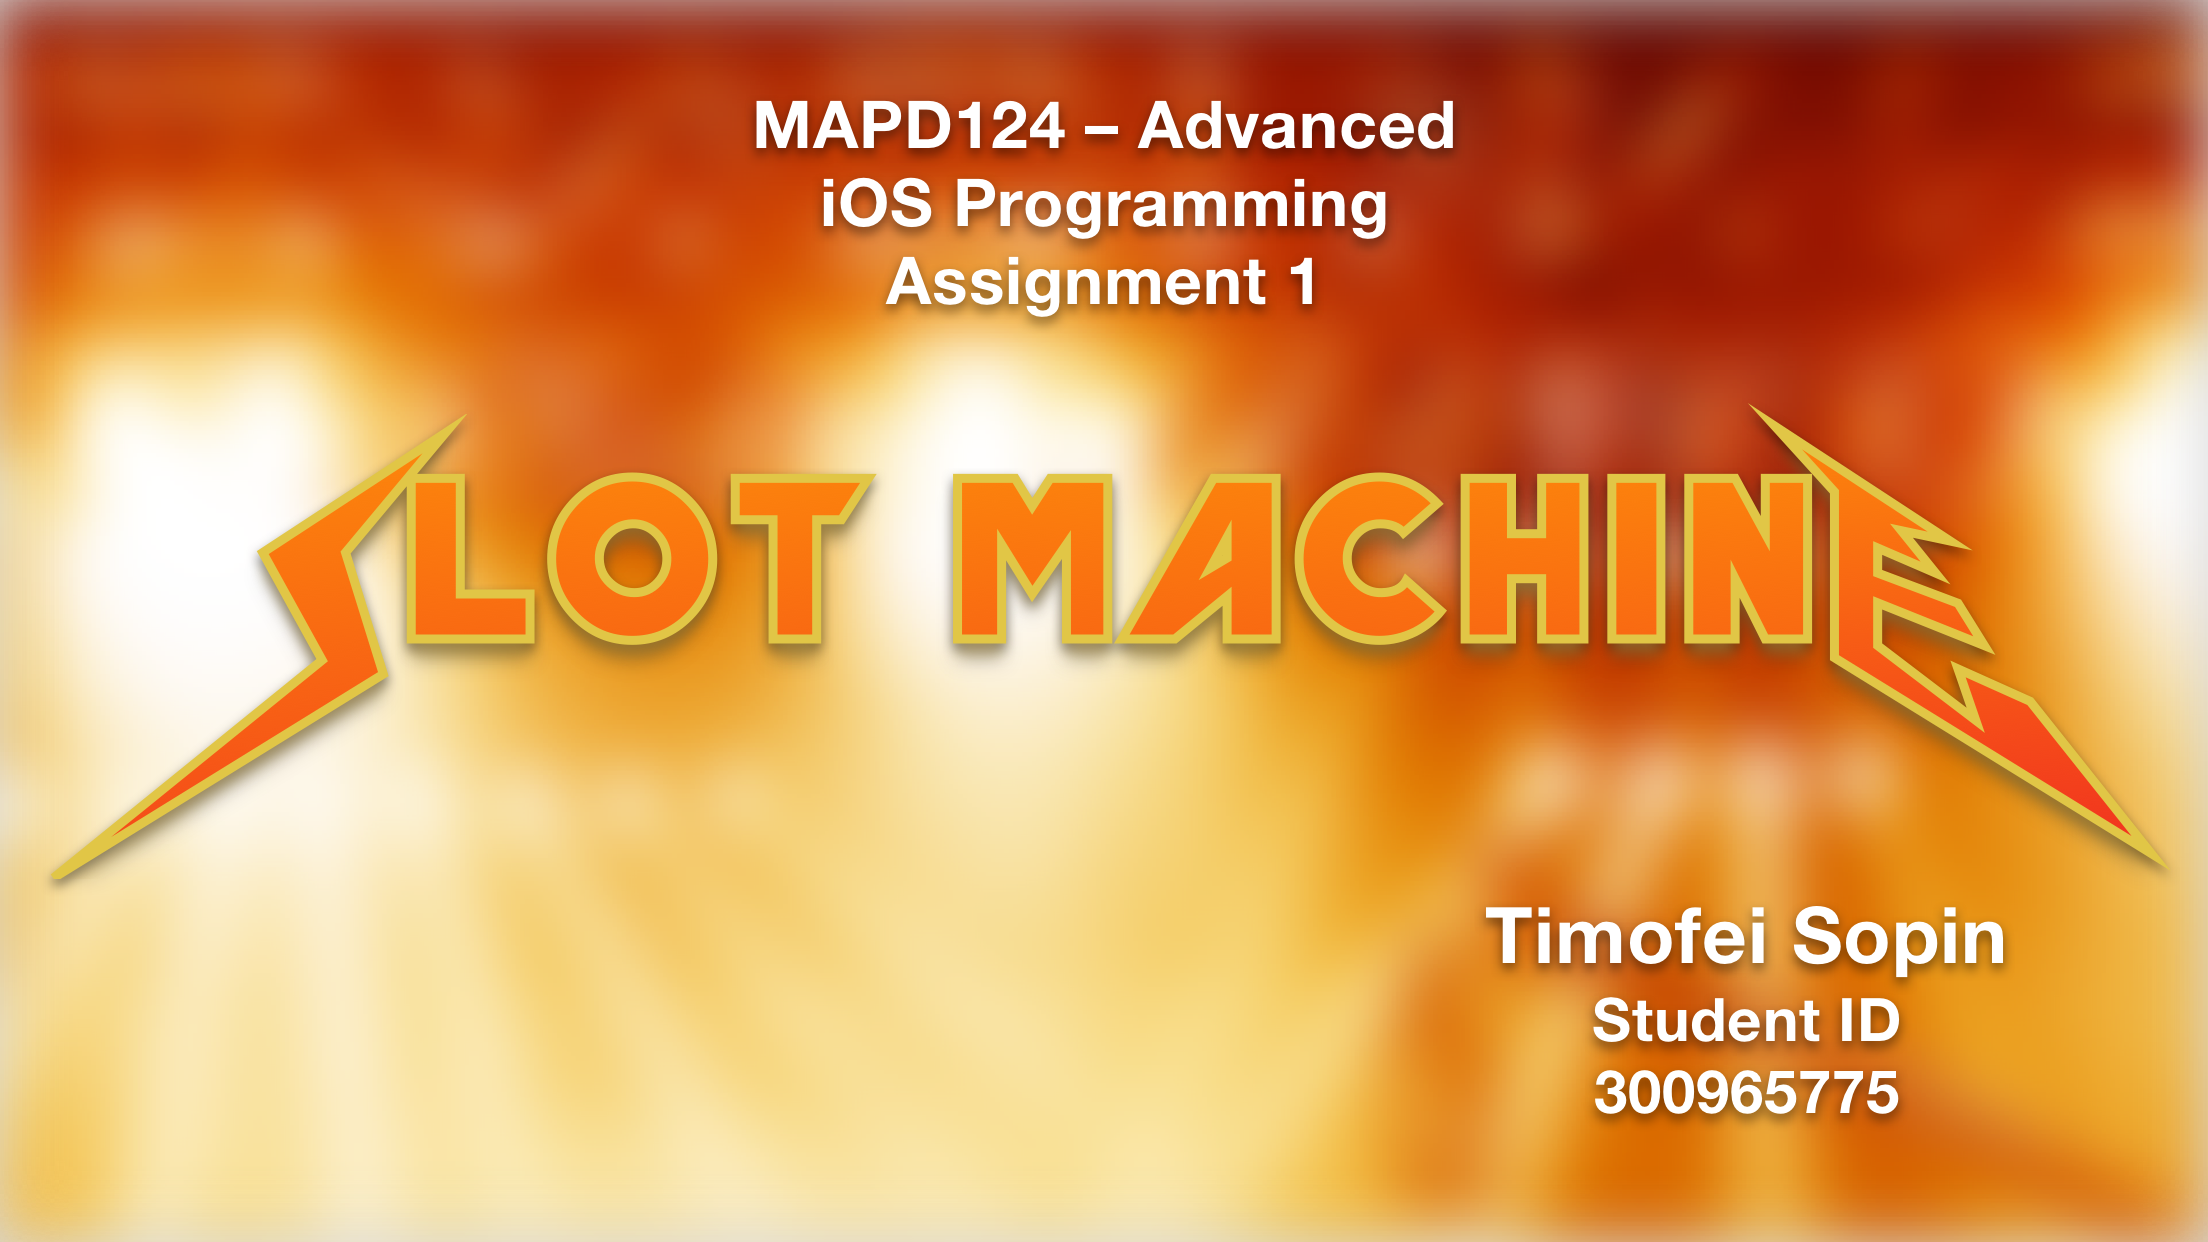 MAPD124 – Advanced
iOS Programming
Assignment 1
SLOT MACHINE
Timofei Sopin
Student ID
300965775